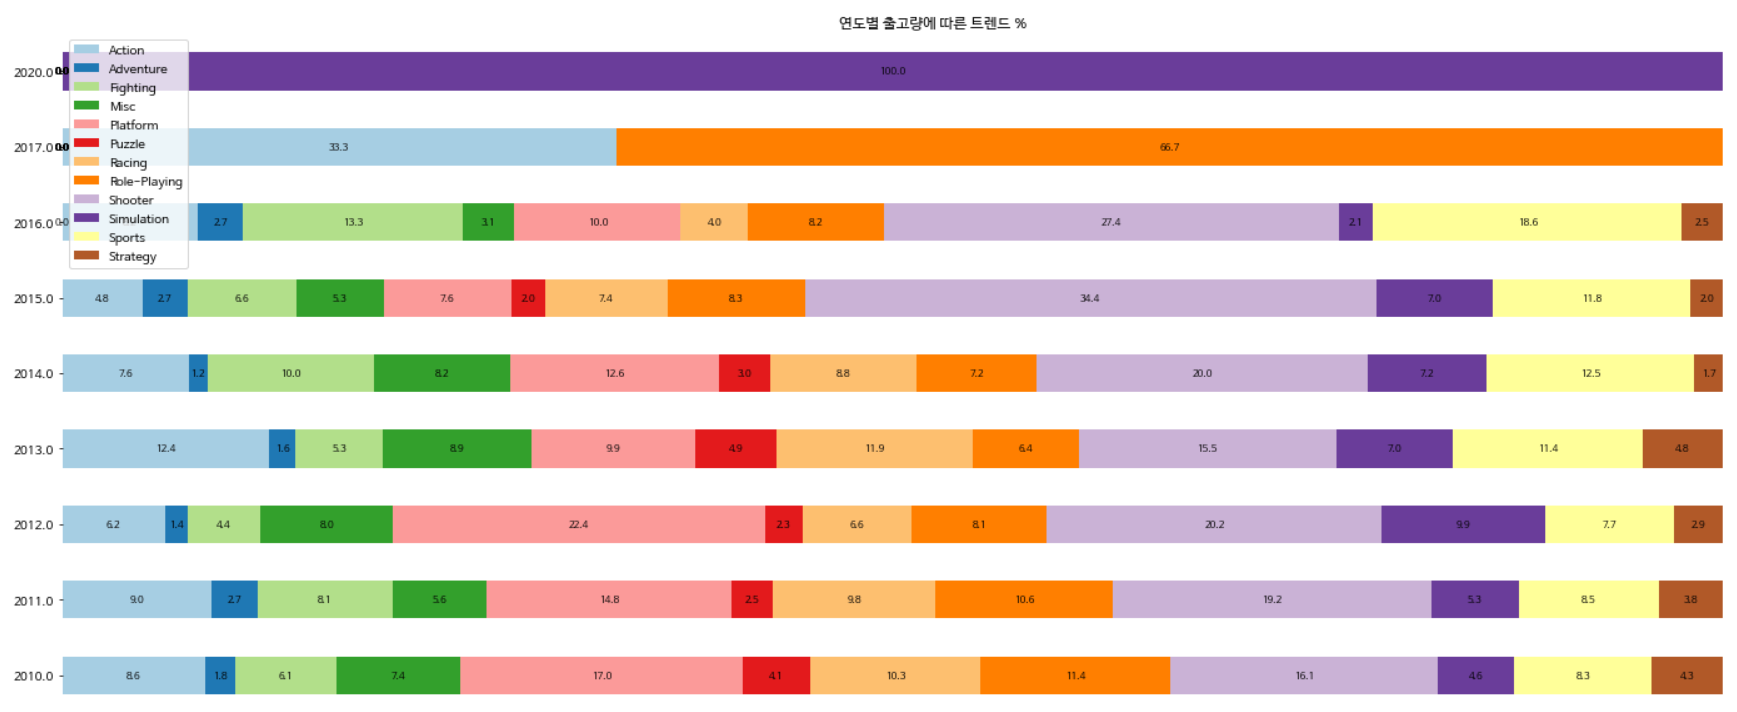 연도별 출고량에 따른 트렌드 %
Action
Adventure
Fighting
Misc
Platform
Puzzle
Racing
Role-Playing
Shooter
Simulation
Sports
Strategy
2020.0 0.0 100.0
2017.0 0.0 33.3 66.7
2016.0 0.0 2.7 13.3 3.1 10.0 4.0 8.2 27.4 2.1 18.6 2.5
2015.0 4.8 2.7 6.6 5.3 7.6 2.0 7.4 8.3 34.4 7.0 11.8 2.0
2014.0 7.6 1.2 10.0 8.2 12.6 3.0 8.8 7.2 20.0 7.2 12.5 1.7
2013.0 12.4 1.6 5.3 8.9 9.9 4.9 11.9 6.4 15.5 7.0 11.4 4.8
2012.0 6.2 1.4 4.4 8.0 22.4 2.3 6.6 8.1 20.2 9.9 7.7 2.9
2011.0 9.0 2.7 8.1 5.6 14.8 2.5 9.8 10.6 19.2 5.3 8.5 3.8
2010.0 8.6 1.8 6.1 7.4 17.0 4.1 10.3 11.4 16.1 4.6 8.3 4.3